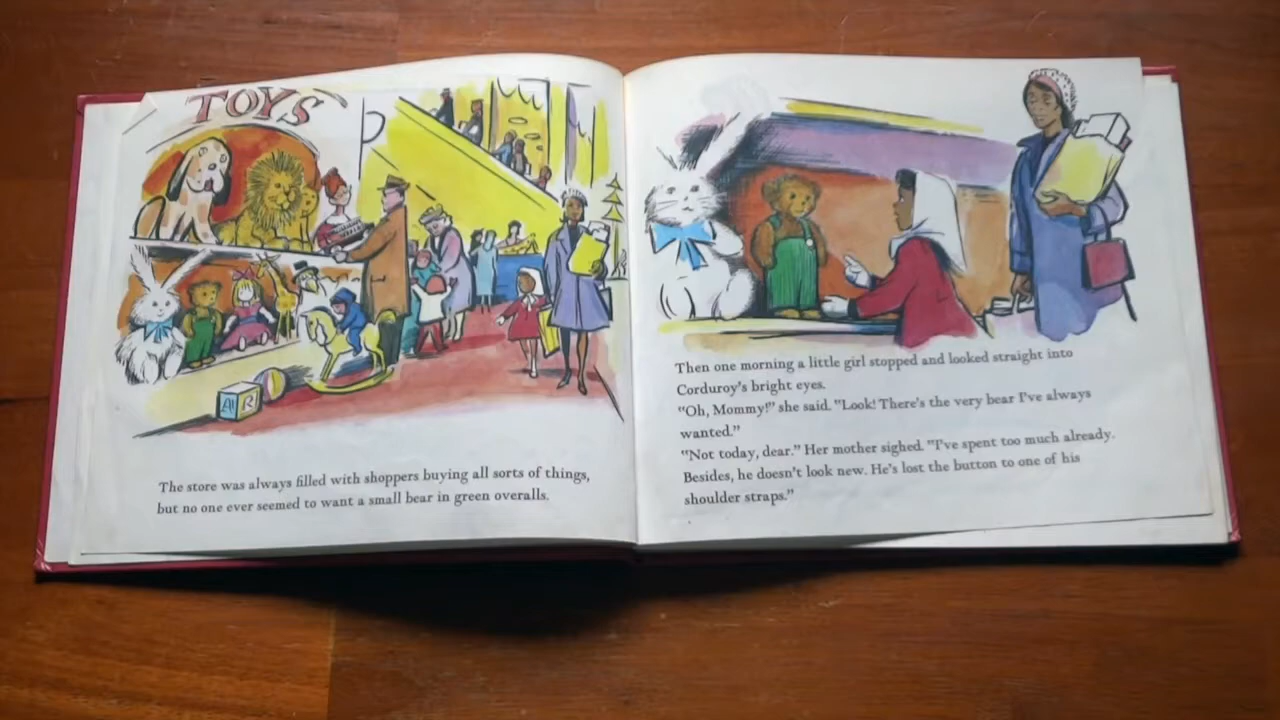 TOYS
A R
The store was always filled with shoppers buying all sorts of things,
but no one ever seemed to want a small bear in green overalls.
Then one morning a little girl stopped and looked straight into
Corduroy's bright eyes.
"Oh, Mommy!" she said. "Look! There's the very bear I've always
wanted."
"Not today, dear." Her mother sighed. "I've spent too much already.
Besides, he doesn't look new. He's lost the button to one of his
shoulder straps."